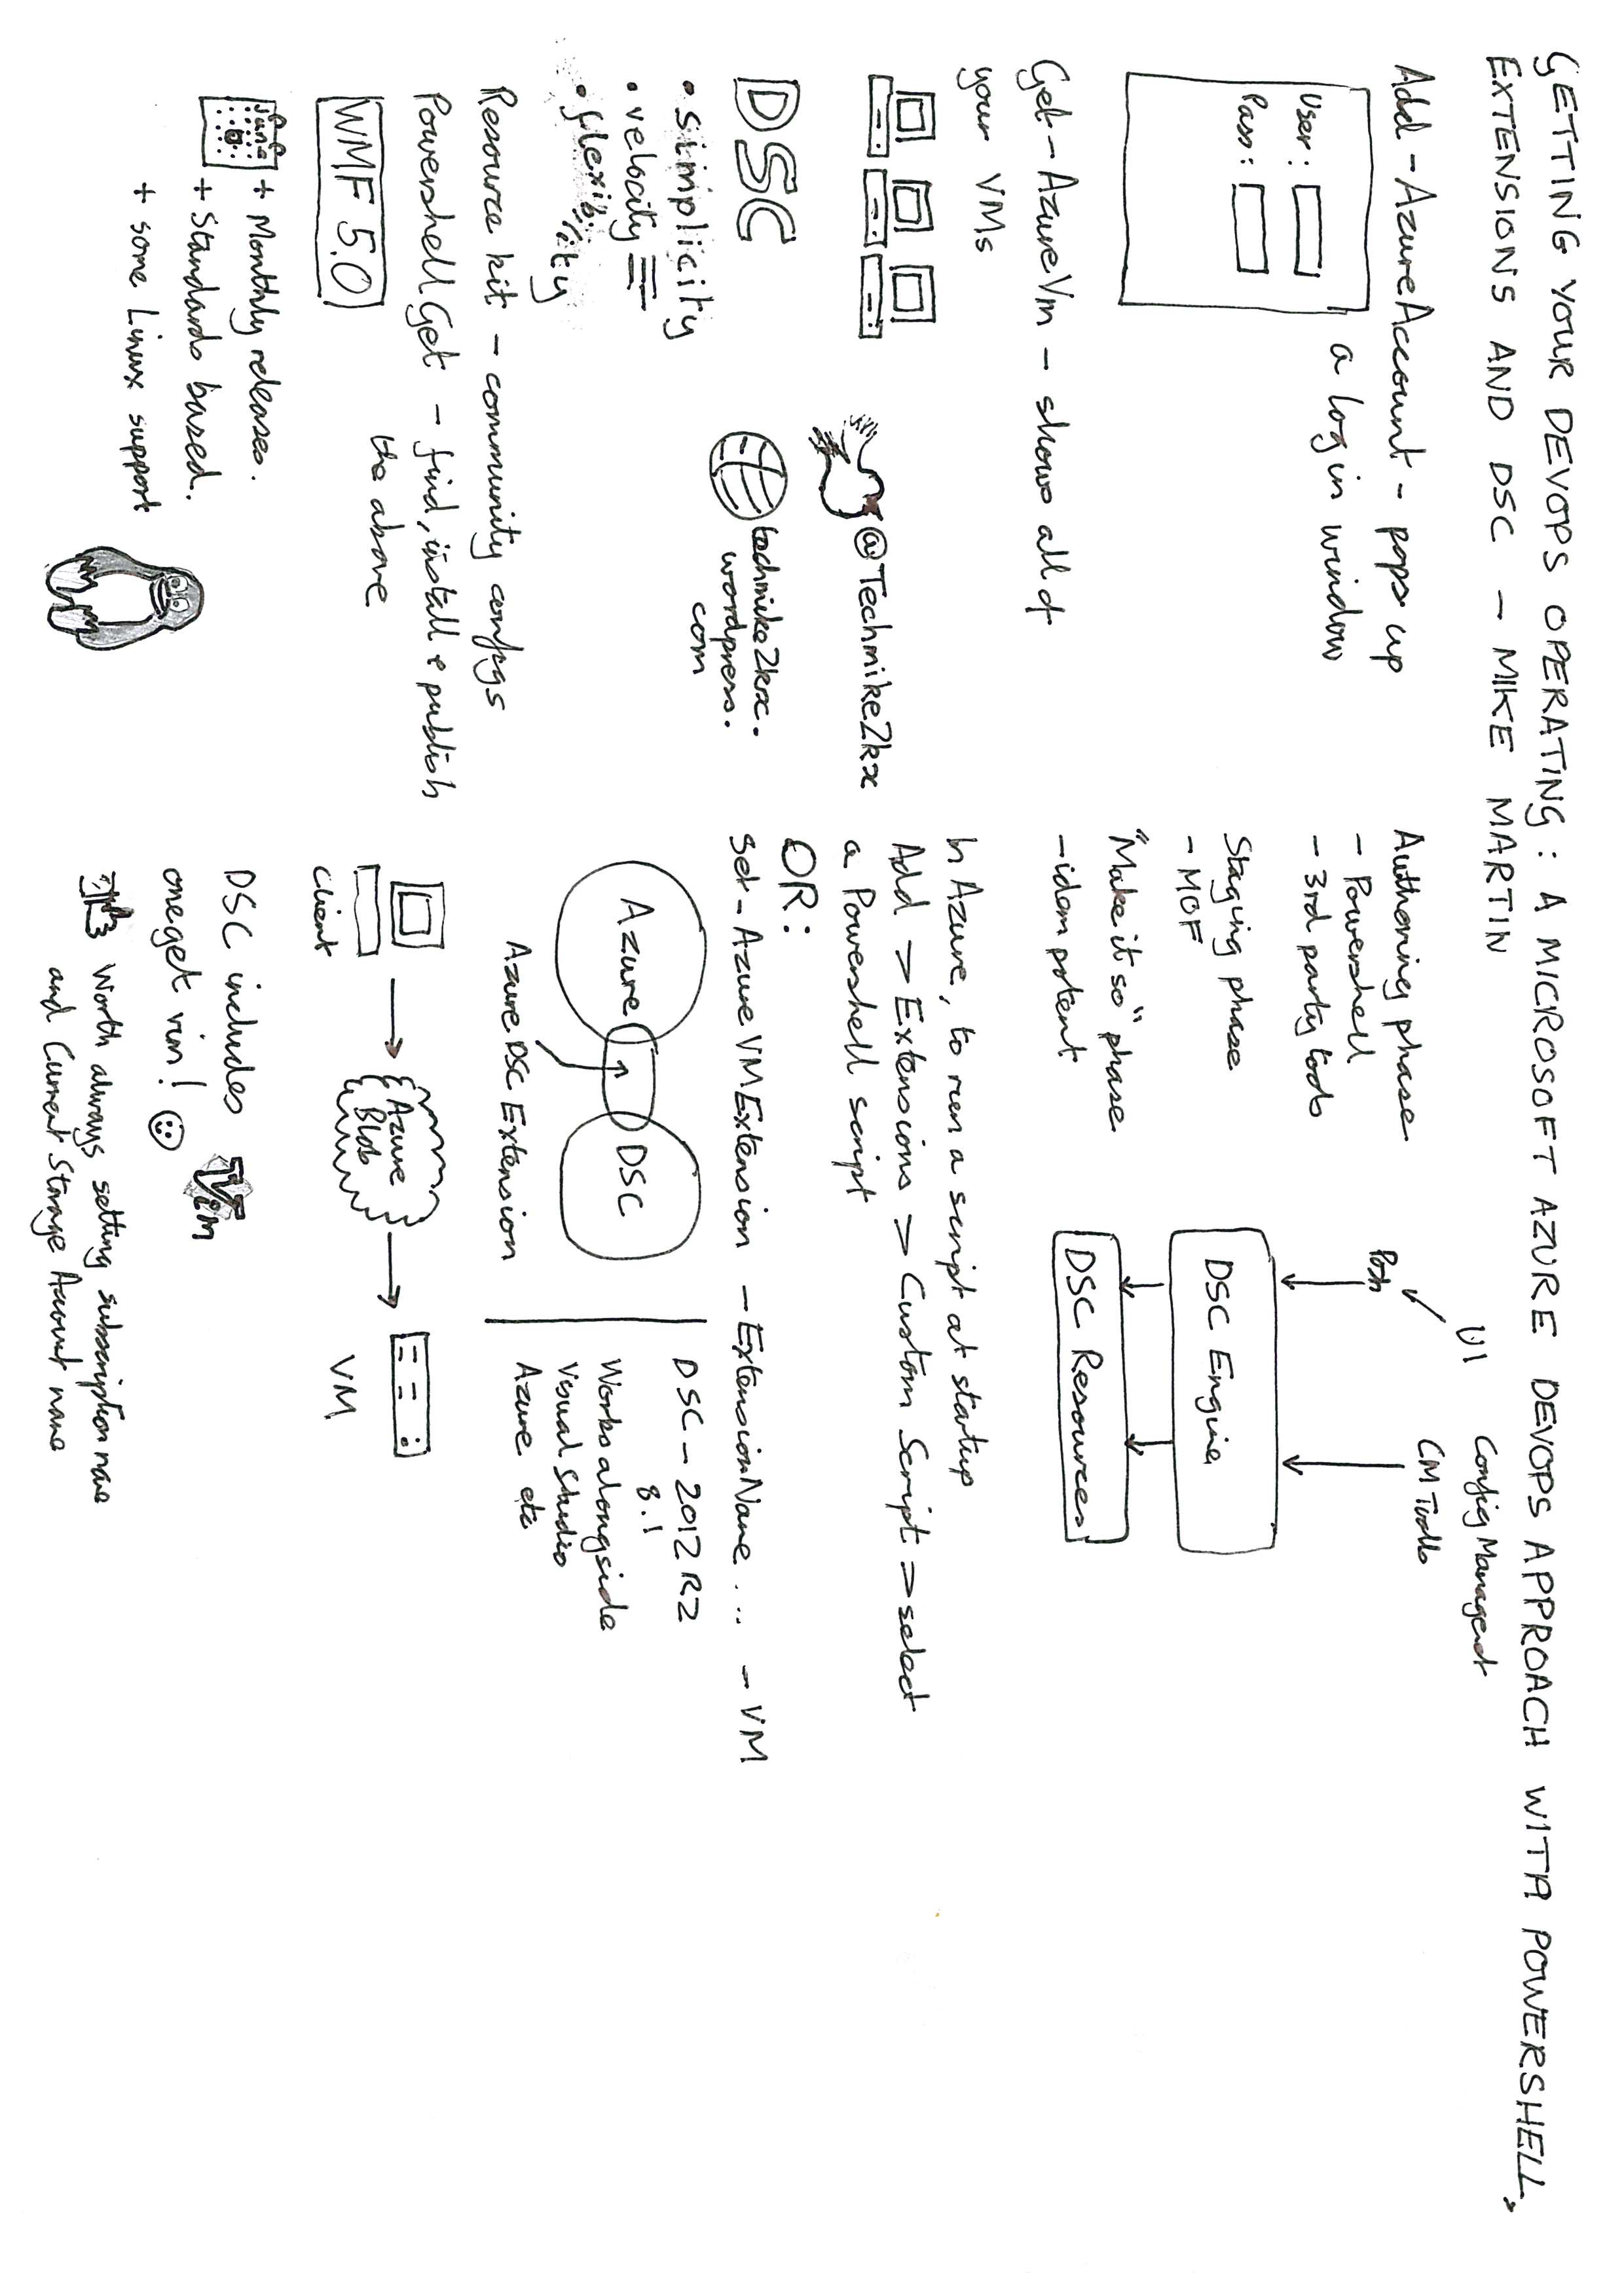 GETTING YOUR DEVOPS OPERATING : A MICROSOFT AZURE DEVOPS APPROACH WITH POWERSHELL,
EXTENSIONS AND DSC — MIKE MARTIN
Add-AzureAccount - pops up
a log in window
User:
Pass:
Get-AzureVm - shows all of
your VMs
@Techmike2kx
techmike2kx.
wordpress.
com
DSC
• simplicity
• velocity
• flexibility
Resource kit - community configs
Powershell Get - find, install & publish
the above
WMF 5.0
June
+ Monthly releases.
+ Standards based.
+ some Linux support
Authoring phase
- Powershell
- 3rd party tools
Staging phase
- MOF
"Make it so" phase
- idempotent
UI
Posh
Config Management
CM Tools
DSC Engine
DSC Resources
In Azure, to run a script at startup
Add > Extensions > Custom Script > select
a Powershell script
OR:
set-AzureVMExtension -ExtensionName ... -VM
Azure
DSC
Azure DSC Extension
DSC - 2012 R2
8.1
Works alongside
Visual Studio
Azure etc
Client
Azure
Blob
VM
DSC includes
oneget vim!
Vim
Worth always setting subscription name
and Current Storage Account name